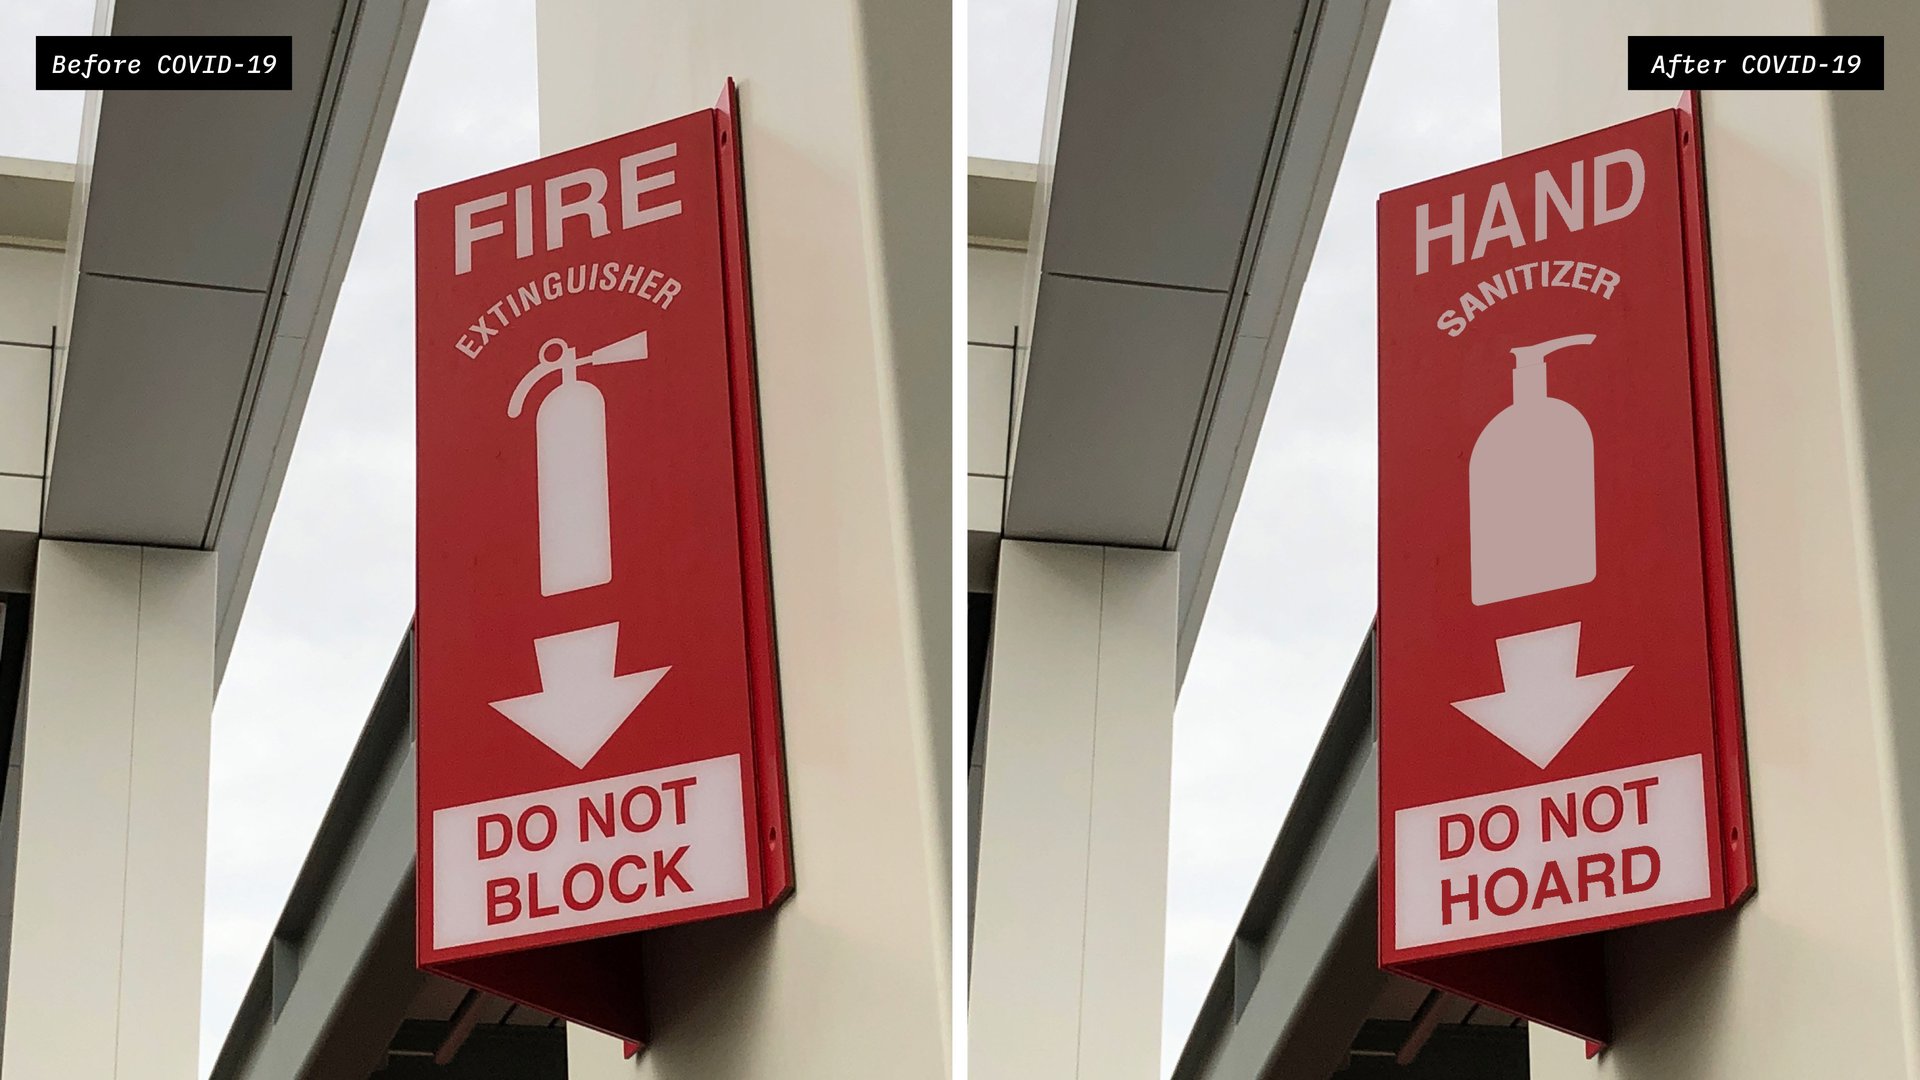 Before COVID-19
FIRE
EXTINGUISHER
DO NOT
BLOCK
After COVID-19
HAND
SANITIZER
DO NOT
HOARD